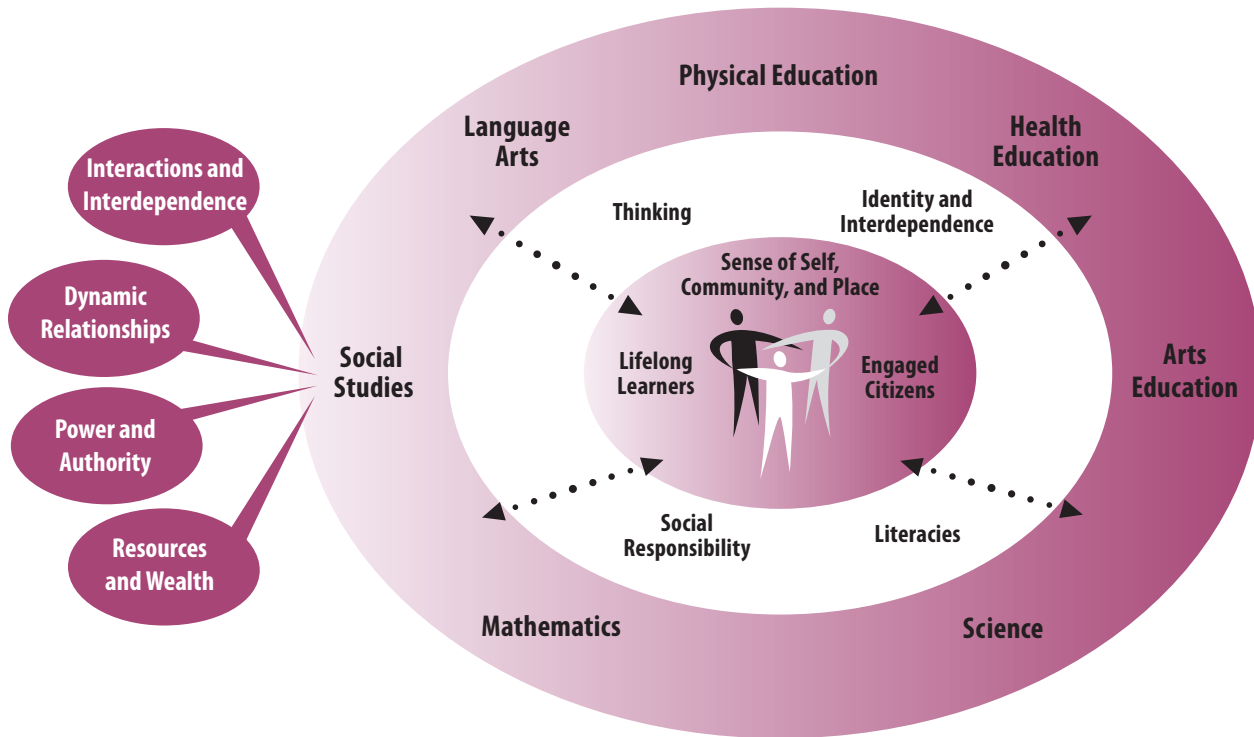 Physical Education
Language
Arts
Health
Education
Interactions and
Interdependence
Thinking
Identity and
Interdependence
Sense of Self,
Community, and Place
Dynamic
Relationships
Social
Studies
Lifelong
Learners
Engaged
Citizens
Arts
Education
Power and
Authority
Social
Responsibility
Literacies
Resources
and Wealth
Mathematics
Science